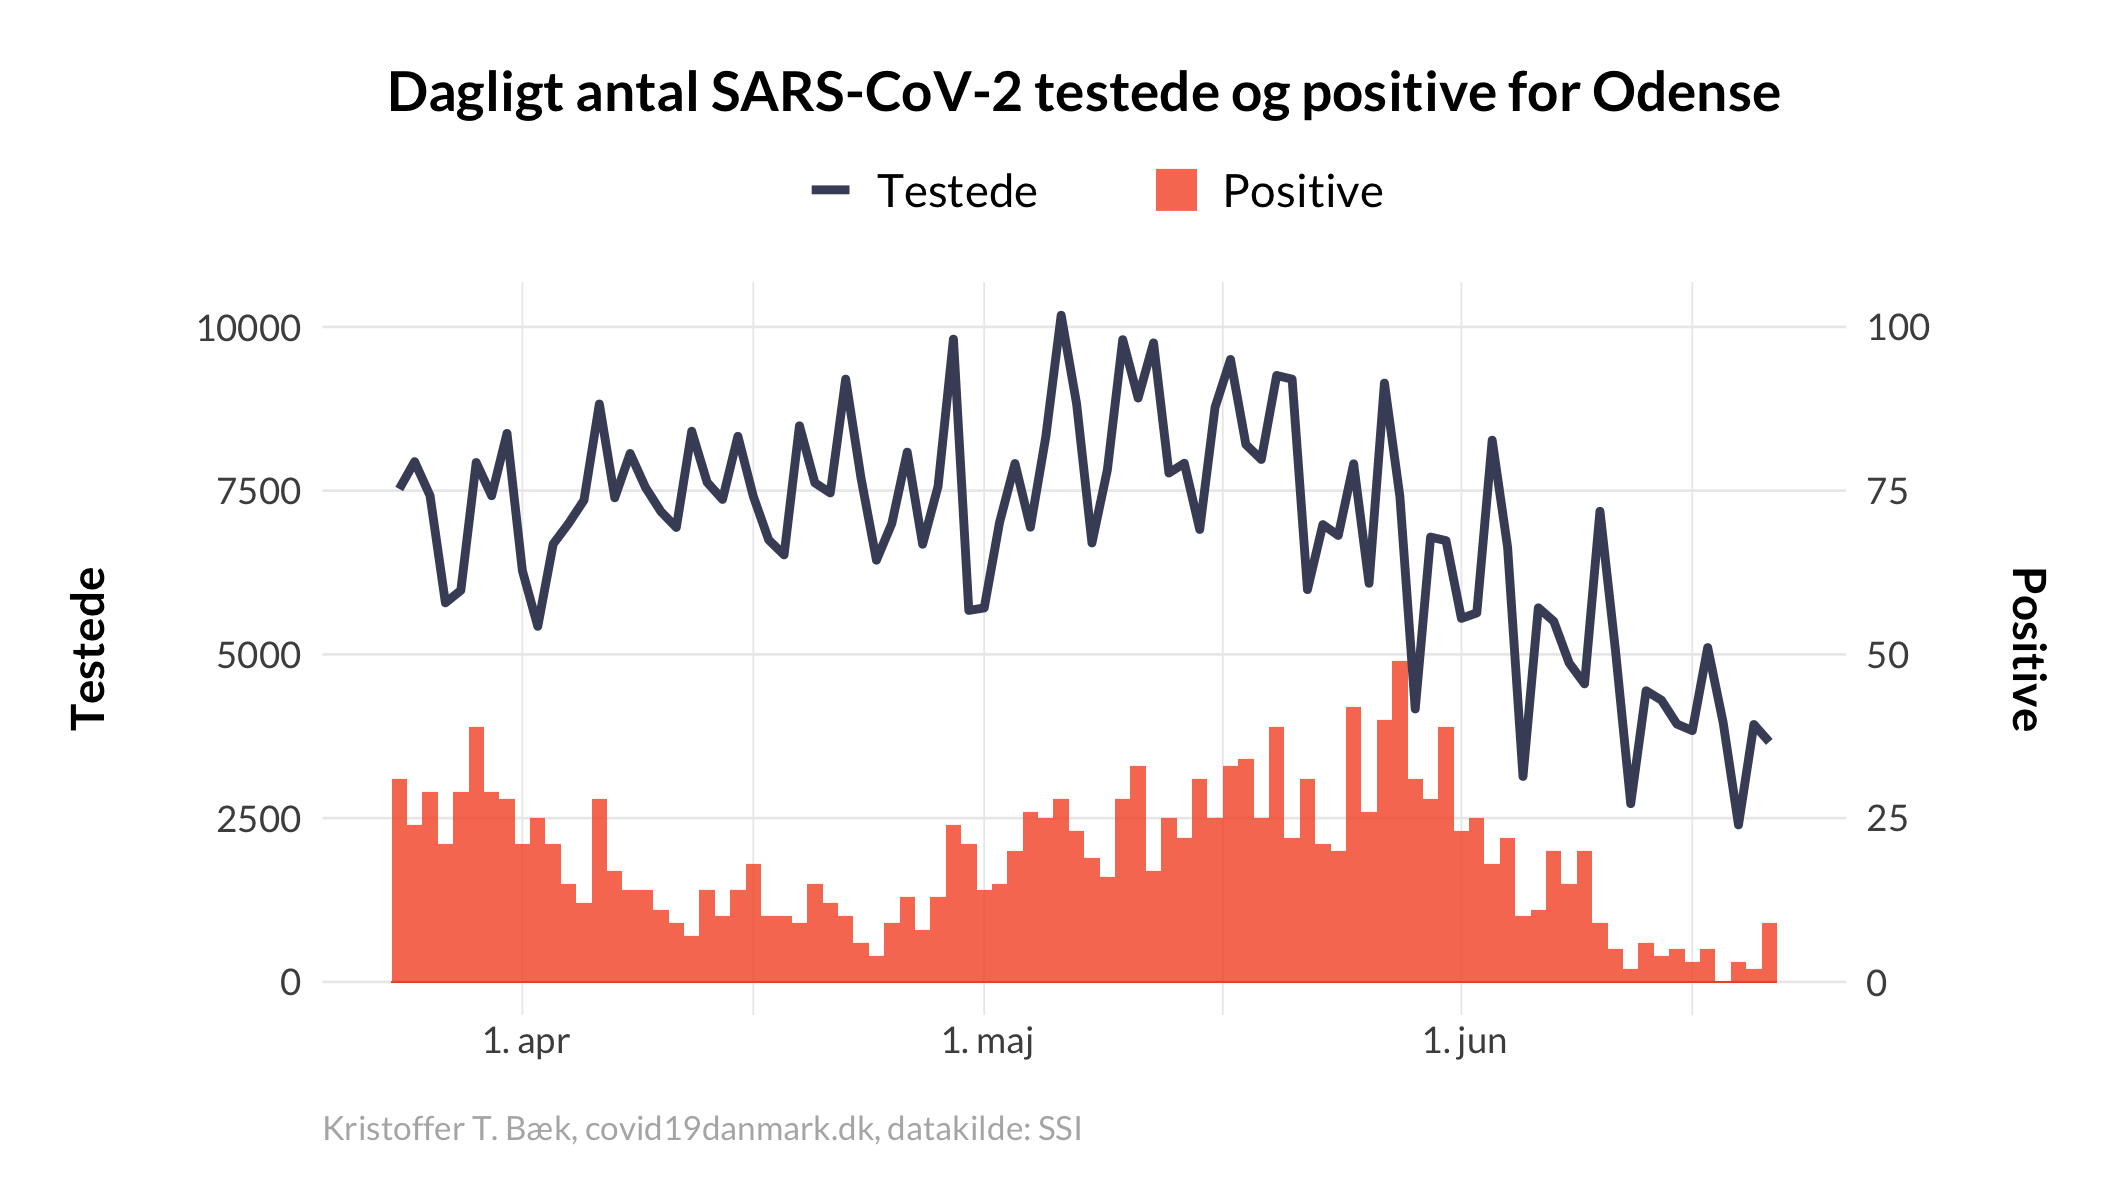 Dagligt antal SARS-CoV-2 testede og positive for Odense
Testede
Positive
10000
7500
5000
2500
0
Testede
100
75
50
25
0
Positive
1. apr
1. maj
1. jun
Kristoffer T. Bæk, covid19danmark.dk, datakilde: SSI